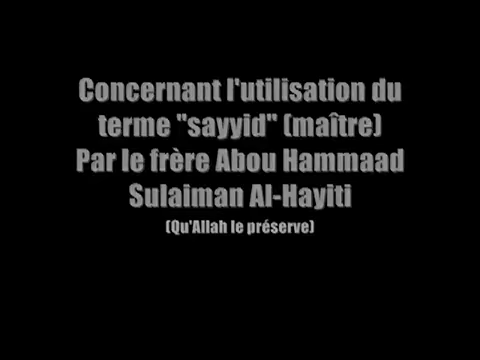 Concernant l'utilisation du
terme "sayyid" (maître)
Par le frère Abou Hammaad
Sulaiman Al-Hayiti
(Qu'Allah le préserve)